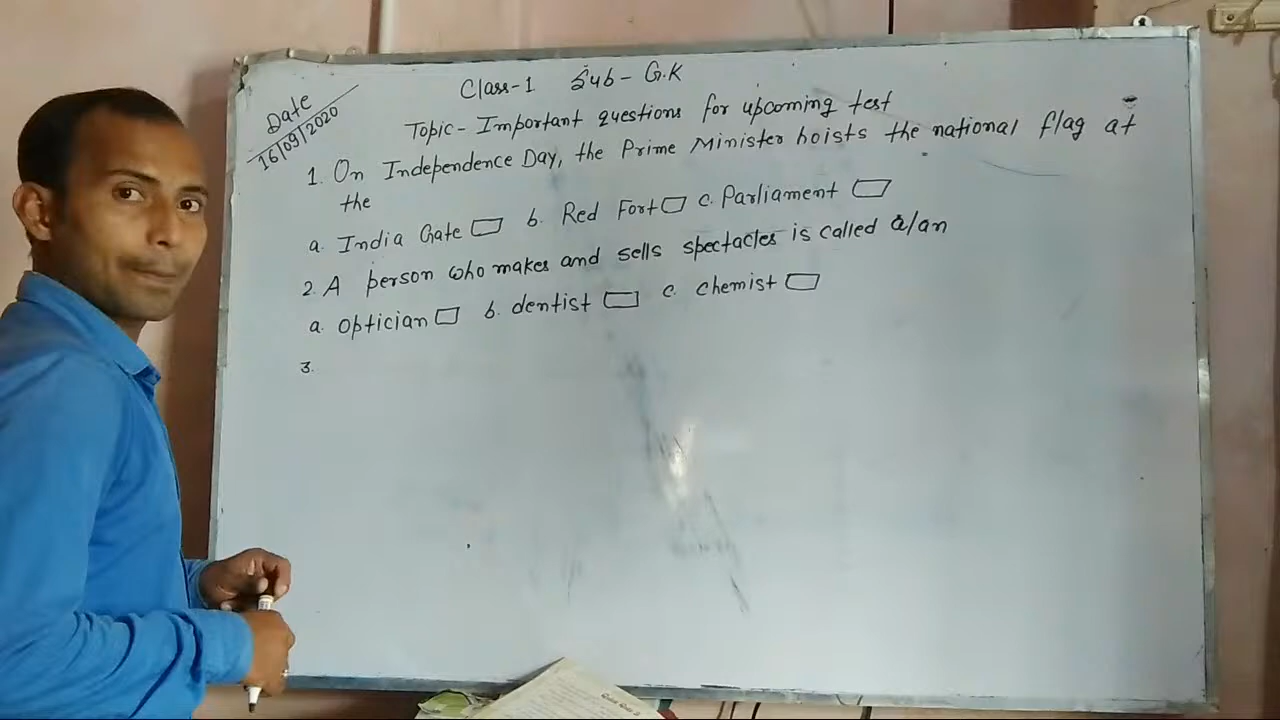 Date
16/09/2020
Class-1 Sub - G.K
Topic - Important questions for upcoming test
1. On Independence Day, the Prime Minister hoists the national flag at
the
a. India Gate b. Red Fort c. Parliament
2. A person who makes and sells spectacles is called a/an
a. optician b. dentist c. chemist
3.